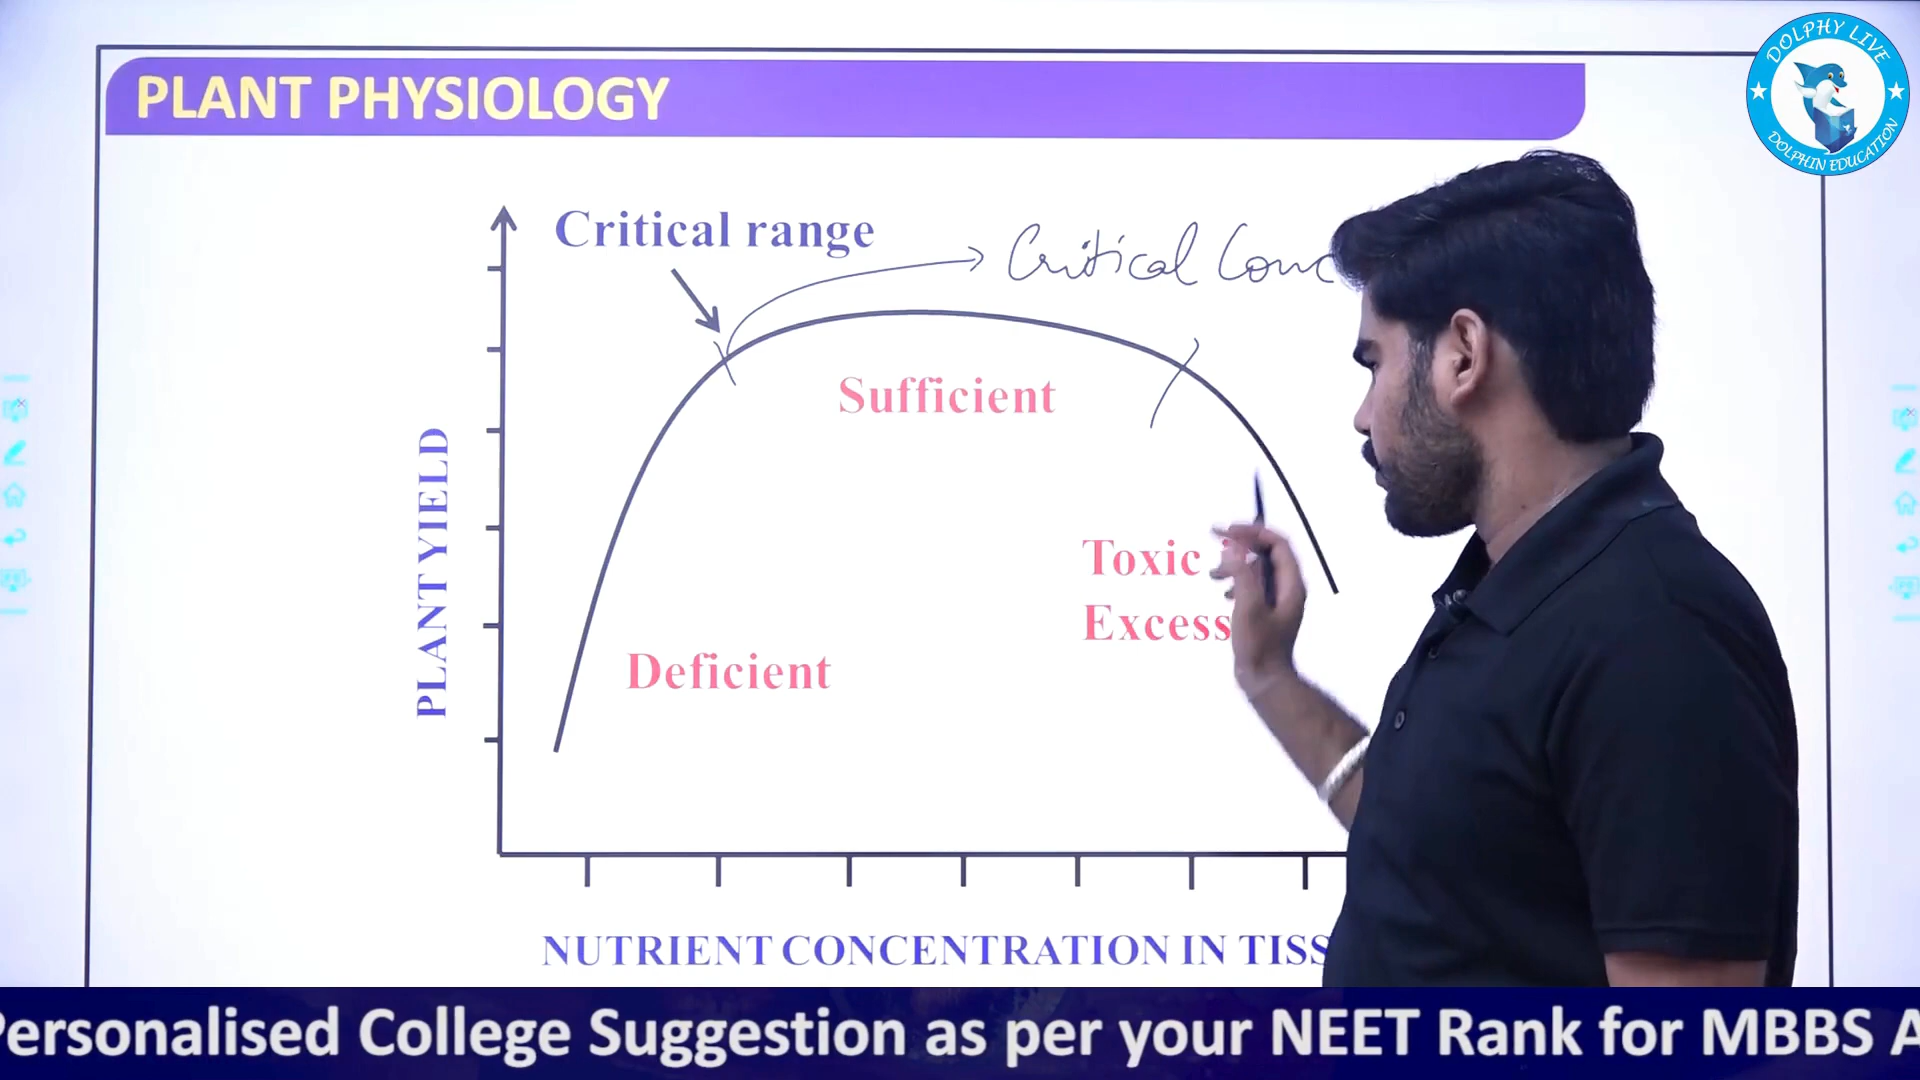 DOLPHY LIVE
DOLPHIN EDUCATION
PLANT PHYSIOLOGY
Critical range
Critical Conc
Sufficient
PLANT YIELD
Toxic
Excess
Deficient
NUTRIENT CONCENTRATION IN TISS
Personalised College Suggestion as per your NEET Rank for MBBS A